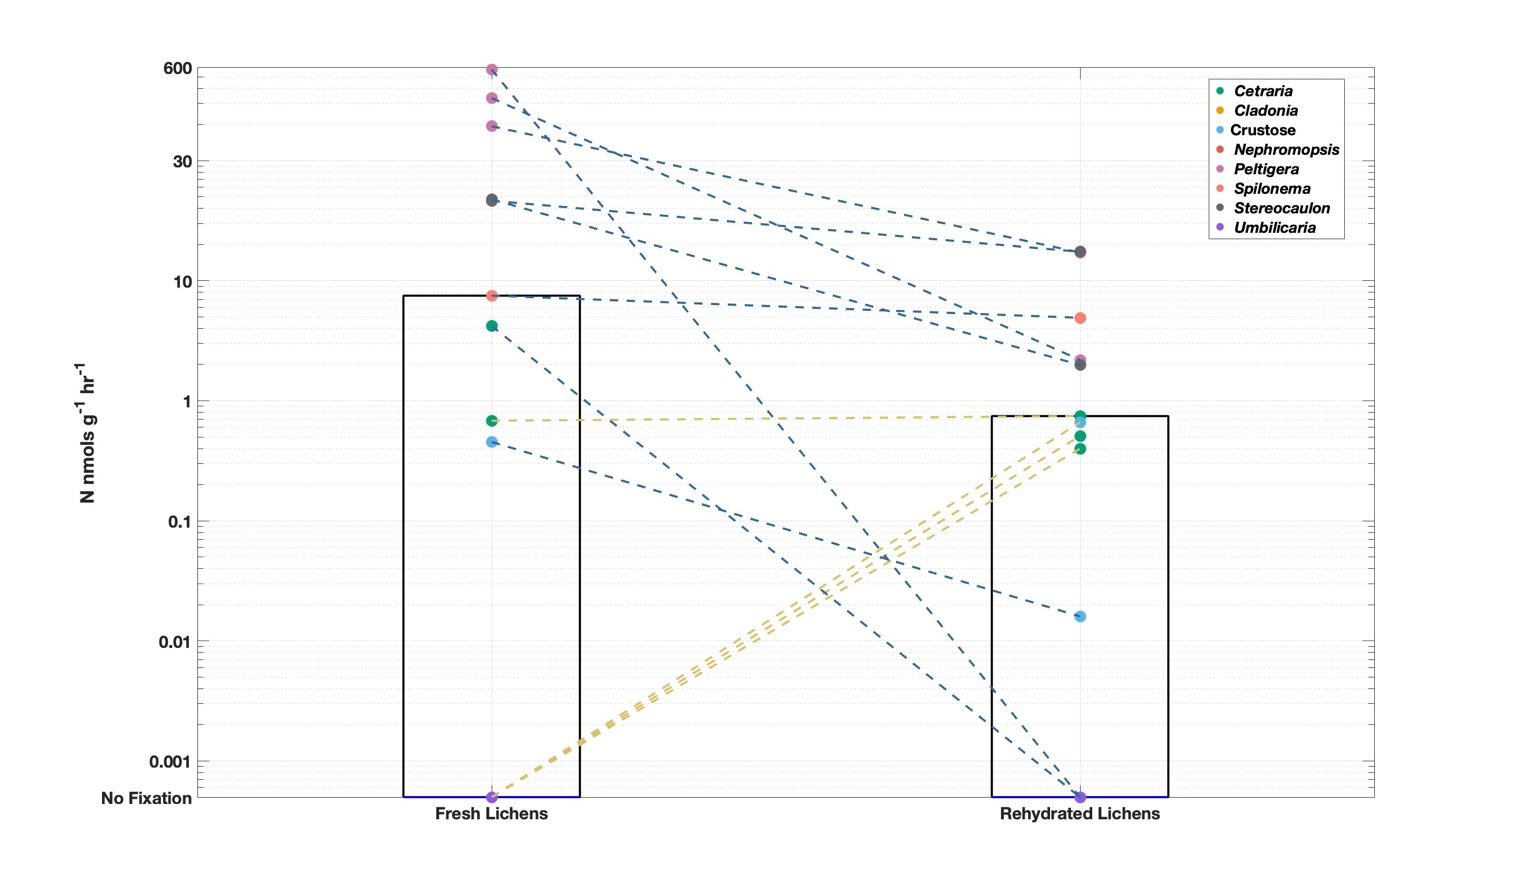 600
30
10
1
0.1
0.01
0.001
No Fixation
N nmols g-1 hr-1
Fresh Lichens
Rehydrated Lichens
Cetraria
Cladonia
Crustose
Nephromopsis
Peltigera
Spilonema
Stereocaulon
Umbilicaria